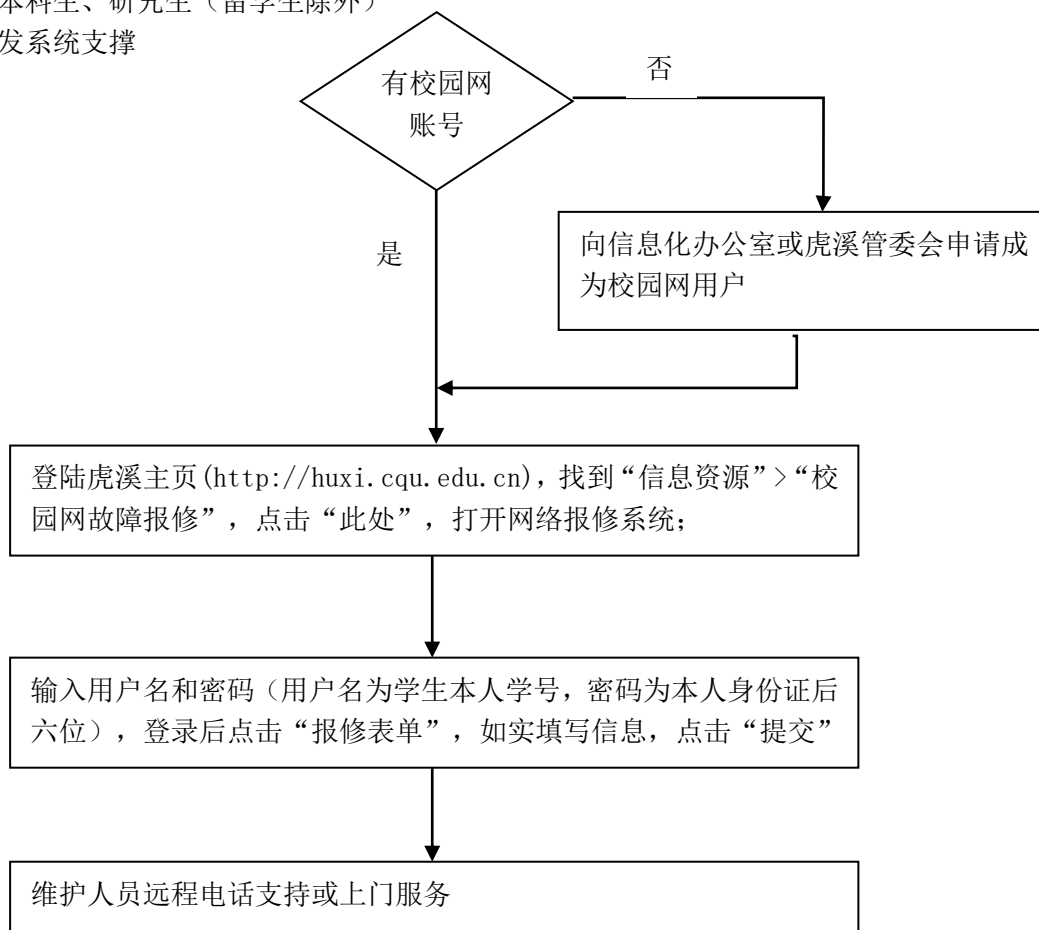 本科生、研究生（留学生除外）
发系统支撑
有校园网
账号
否
是
向信息化办公室或虎溪管委会申请成
为校园网用户
登陆虎溪主页(http://huxi.cqu.edu.cn)，找到“信息资源”>“校
园网故障报修”，点击“此处”，打开网络报修系统；
输入用户名和密码（用户名为学生本人学号，密码为本人身份证后
六位），登录后点击“报修表单”，如实填写信息，点击“提交”
维护人员远程电话支持或上门服务